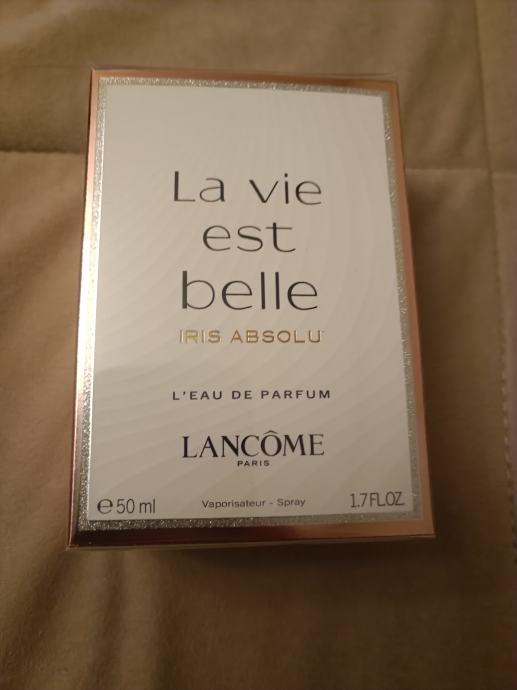 La vie
est
belle
IRIS ABSOLU
L'EAU DE PARFUM
LANCÔME
PARIS
℮50 ml Vaporisateur - Spray 1.7 FL.OZ.